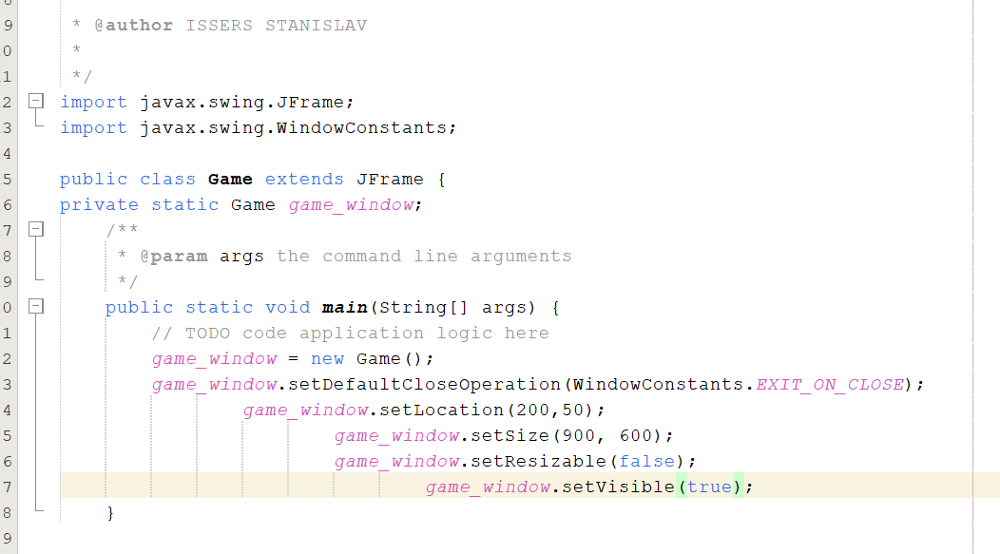 9 * @author ISSERS STANISLAV
0 *
1 */
2 import javax.swing.JFrame;
3 import javax.swing.WindowConstants;
4
5 public class Game extends JFrame {
6 private static Game game_window;
7 /**
8 * @param args the command line arguments
9 */
0 public static void main(String[] args) {
1 // TODO code application logic here
2 game_window = new Game();
3 game_window.setDefaultCloseOperation(WindowConstants.EXIT_ON_CLOSE);
4 game_window.setLocation(200,50);
5 game_window.setSize(900, 600);
6 game_window.setResizable(false);
7 game_window.setVisible(true);
8 }
9